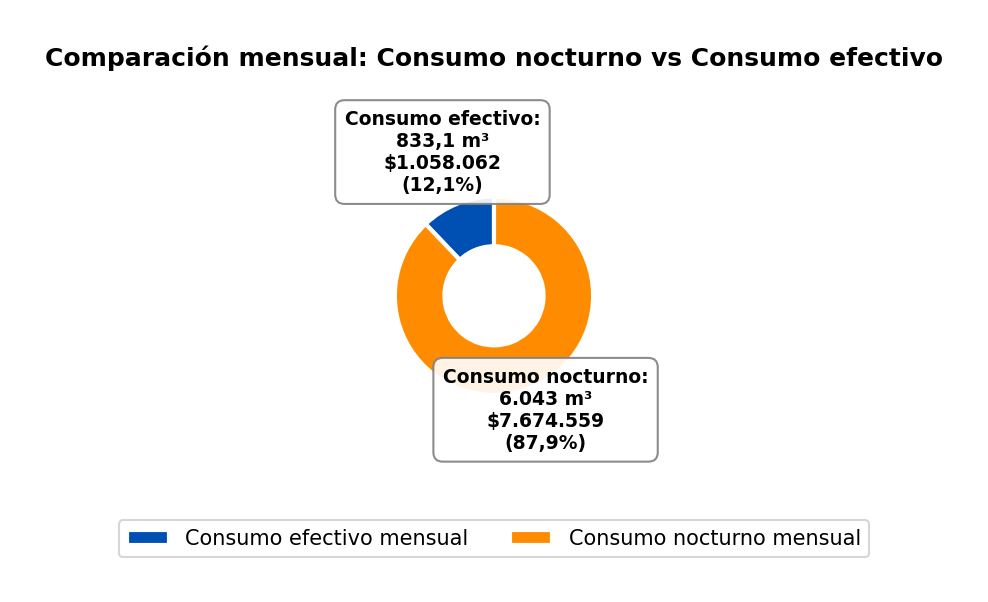 Comparación mensual: Consumo nocturno vs Consumo efectivo
Consumo efectivo:
833,1 m³
$1.058.062
(12,1%)
Consumo nocturno:
6.043 m³
$7.674.559
(87,9%)
Consumo efectivo mensual
Consumo nocturno mensual